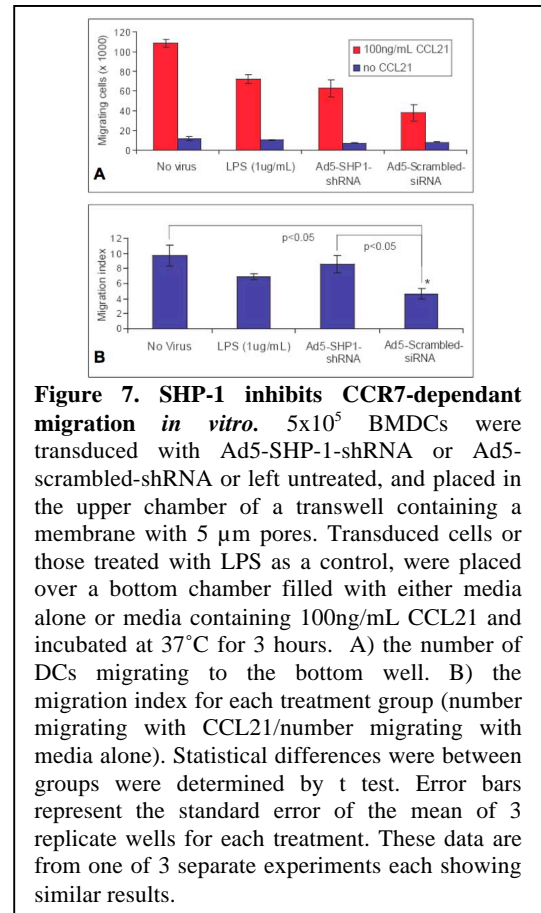 120
100
80
60
40
20
0
Migrating cells (x 1000)
100ng/mL CCL21
no CCL21
No virus
LPS (1ug/mL)
Ad5-SHP1-
shRNA
Ad5-Scrambled-
siRNA
A
12
10
8
6
4
2
0
Migration index
p<0.05
p<0.05
*
No Virus
LPS (1ug/mL)
Ad5-SHP1-
shRNA
Ad5-Scrambled-
siRNA
B
Figure 7. SHP-1 inhibits CCR7-dependant
migration in vitro. 5x10⁵ BMDCs were
transduced with Ad5-SHP-1-shRNA or Ad5-
scrambled-shRNA or left untreated, and placed in
the upper chamber of a transwell containing a
membrane with 5 µm pores. Transduced cells or
those treated with LPS as a control, were placed
over a bottom chamber filled with either media
alone or media containing 100ng/mL CCL21 and
incubated at 37˚C for 3 hours. A) the number of
DCs migrating to the bottom well. B) the
migration index for each treatment group (number
migrating with CCL21/number migrating with
media alone). Statistical differences were between
groups were determined by t test. Error bars
represent the standard error of the mean of 3
replicate wells for each treatment. These data are
from one of 3 separate experiments each showing
similar results.